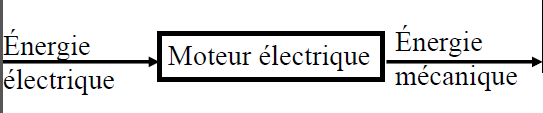 Énergie
électrique
Moteur électrique
Énergie
mécanique